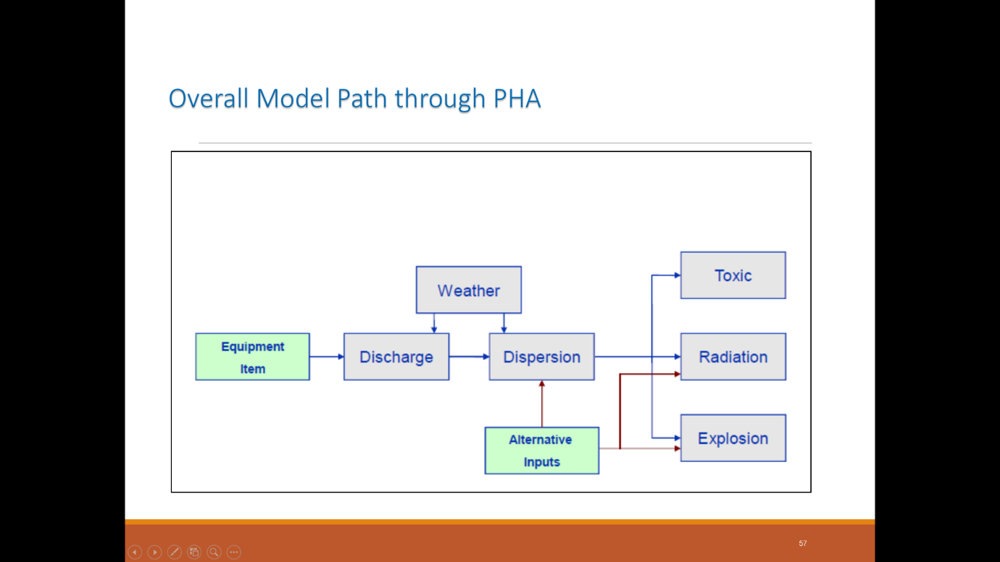 Overall Model Path through PHA
Toxic
Weather
Equipment
Item
Discharge
Dispersion
Radiation
Alternative
Inputs
Explosion
57